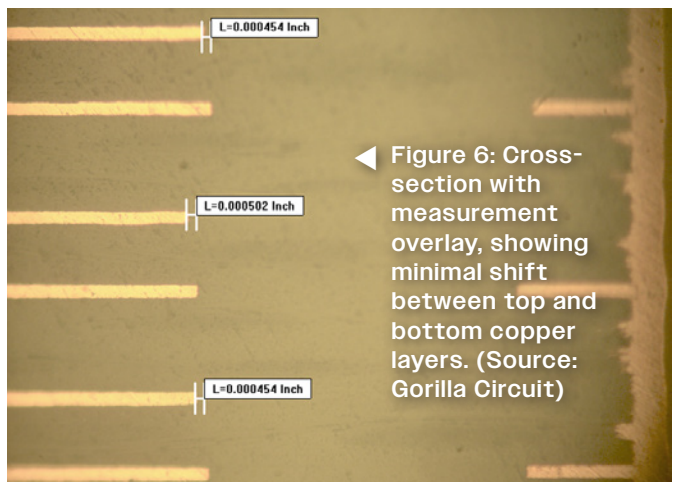 L=0.000454 Inch
◀ Figure 6: Cross-
section with
measurement
overlay, showing
minimal shift
between top and
bottom copper
layers. (Source:
Gorilla Circuit)
L=0.000502 Inch
L=0.000454 Inch